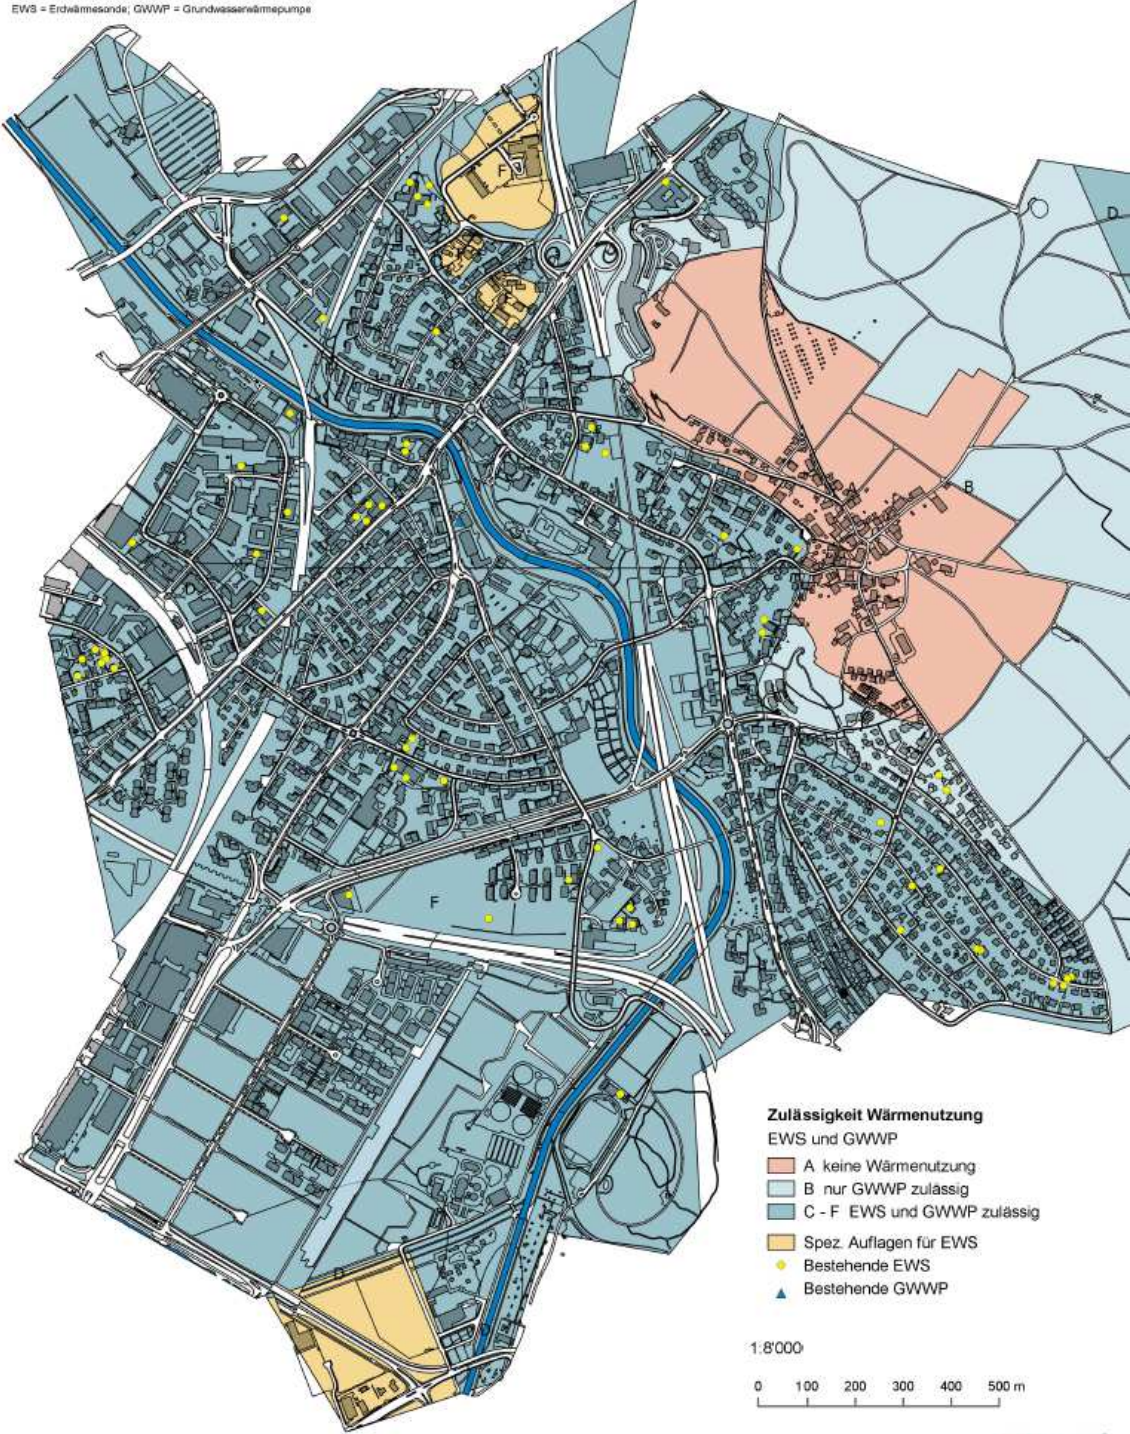 EWS = Erdwärmesonde; GWWP = Grundwasserwärmepumpe
F
D
B
F
D
Zulässigkeit Wärmenutzung
EWS und GWWP
A keine Wärmenutzung
B nur GWWP zulässig
C - F EWS und GWWP zulässig
Spez. Auflagen für EWS
Bestehende EWS
Bestehende GWWP
1:8'000
0 100 200 300 400 500 m